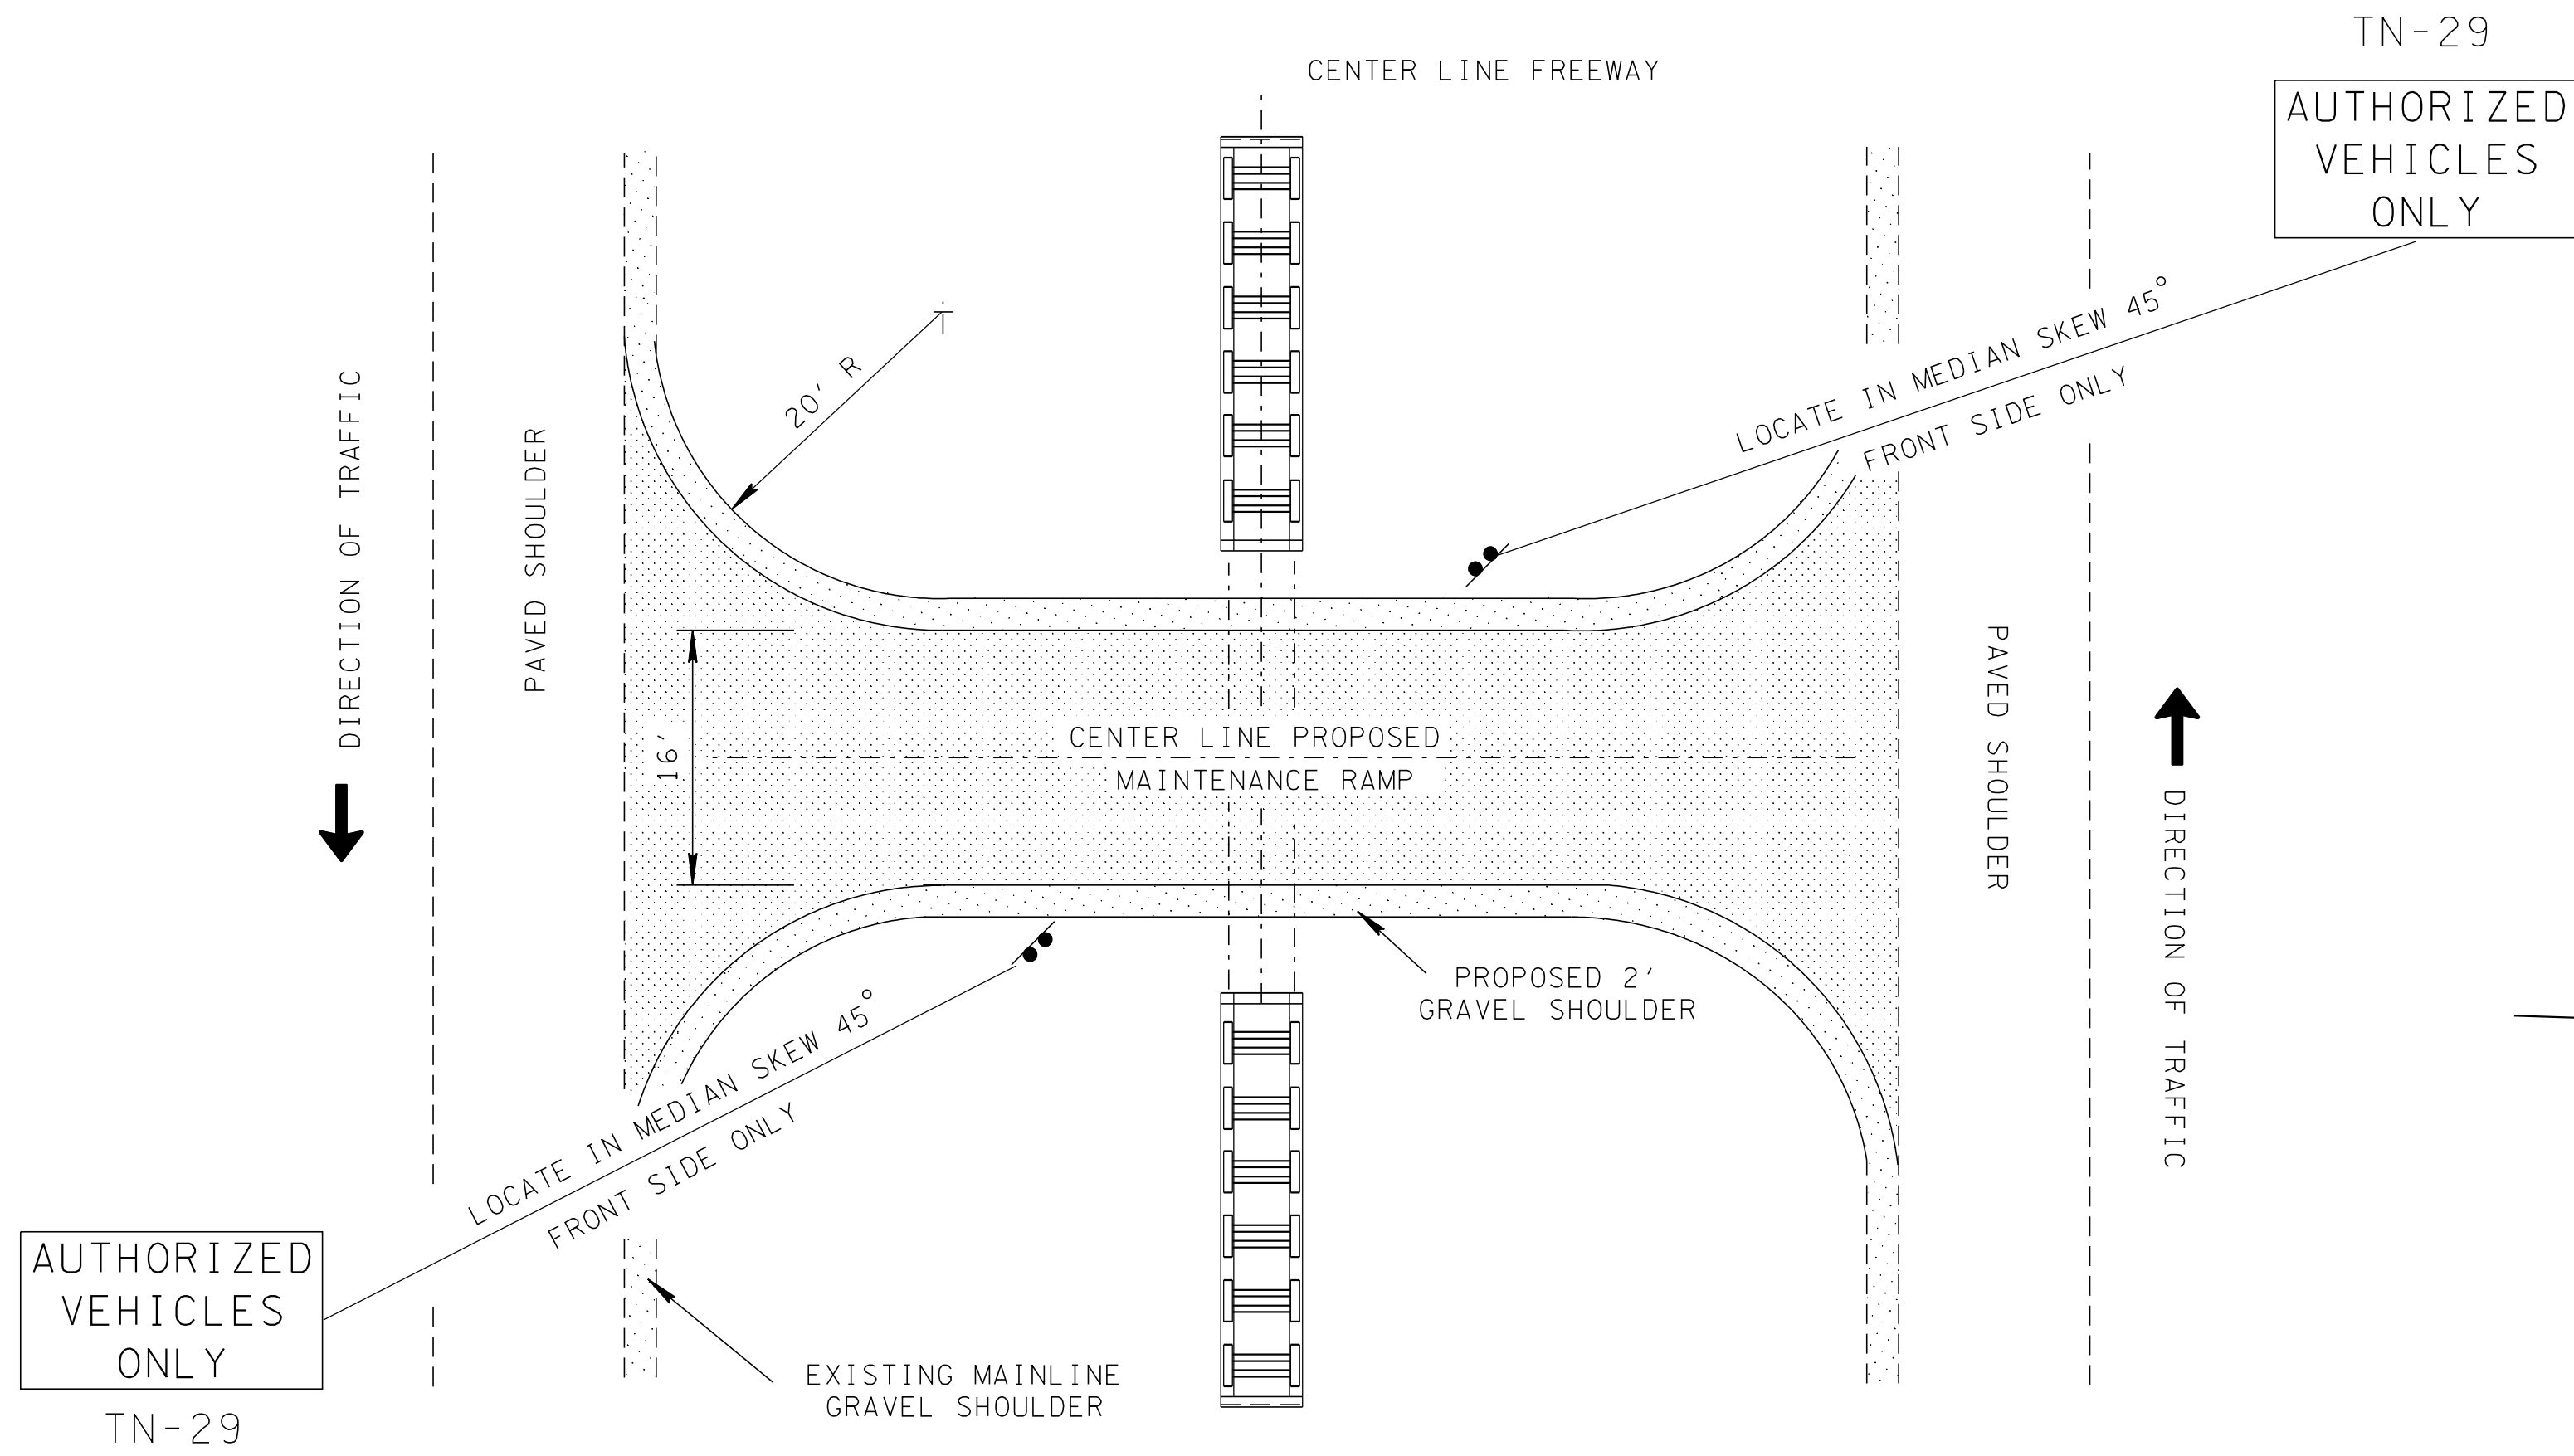 TN-29
CENTER LINE FREEWAY
AUTHORIZED
VEHICLES
ONLY
LOCATE IN MEDIAN SKEW 45°
FRONT SIDE ONLY
20' R
DIRECTION OF TRAFFIC
PAVED SHOULDER
16'
CENTER LINE PROPOSED
MAINTENANCE RAMP
PAVED SHOULDER
DIRECTION OF TRAFFIC
PROPOSED 2'
GRAVEL SHOULDER
LOCATE IN MEDIAN SKEW 45°
FRONT SIDE ONLY
AUTHORIZED
VEHICLES
ONLY
TN-29
EXISTING MAINLINE
GRAVEL SHOULDER